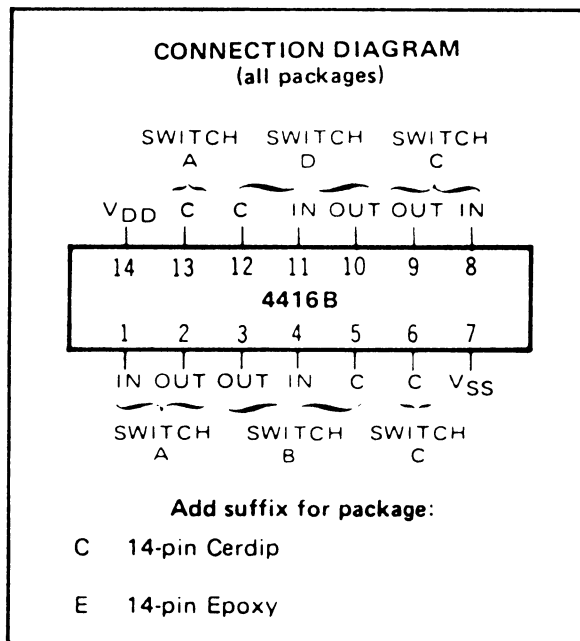 CONNECTION DIAGRAM
(all packages)
SWITCH SWITCH SWITCH
A D C
VDD C C IN OUT OUT IN
14 13 12 11 10 9 8
4416B
1 2 3 4 5 6 7
IN OUT OUT IN C C VSS
SWITCH SWITCH SWITCH
A B C
Add suffix for package:
C 14-pin Cerdip
E 14-pin Epoxy